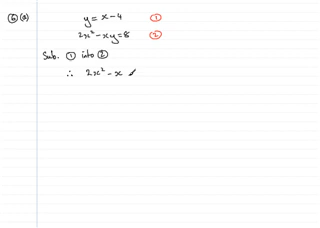 6 (a) y = x - 4 ①
2x² - xy = 8 ②
Sub. ① into ②
∴ 2x² - x